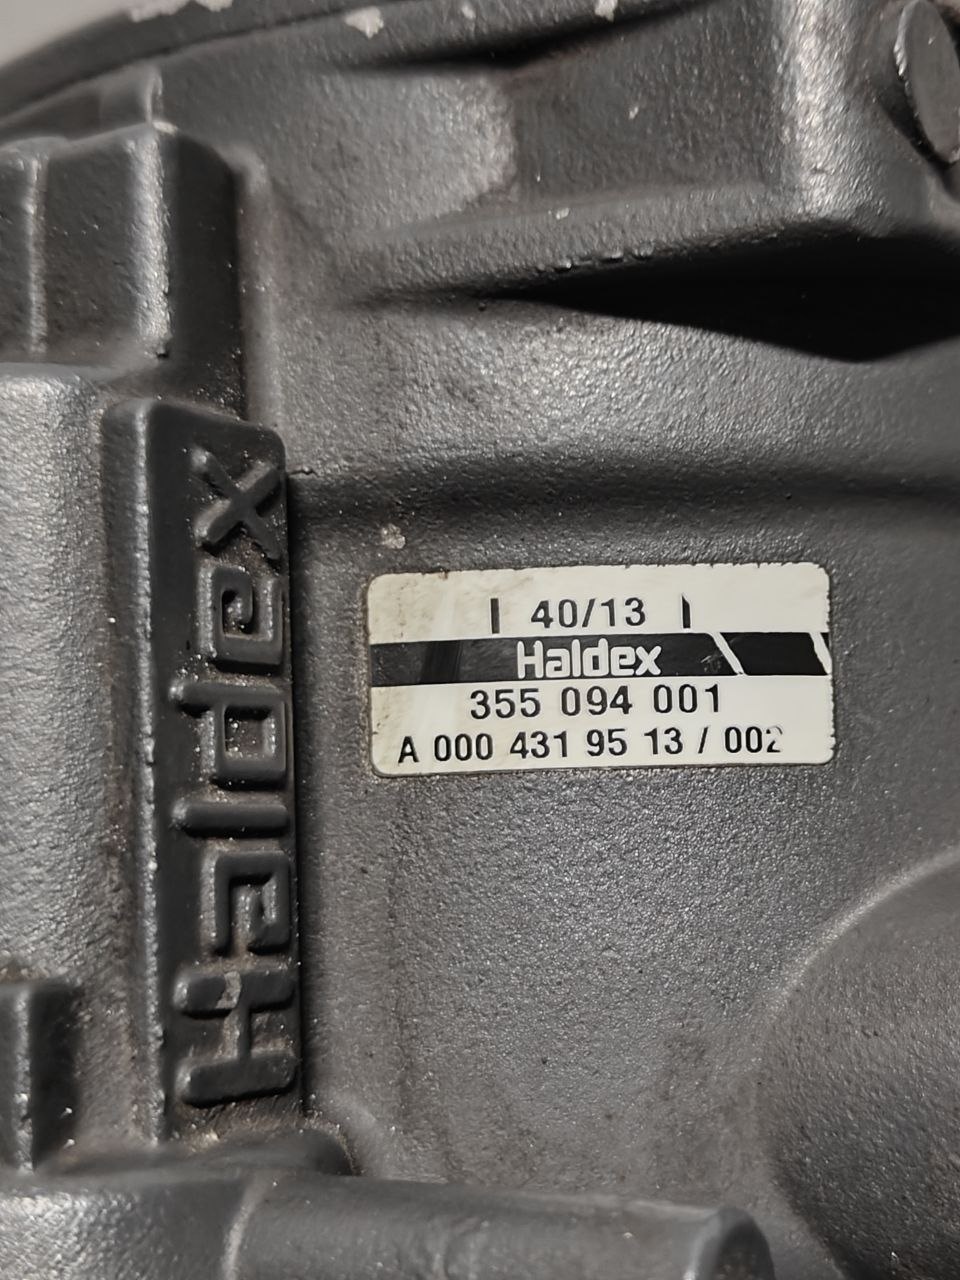 Haldex
| 40/13 |
Haldex
355 094 001
A 000 431 95 13 / 002